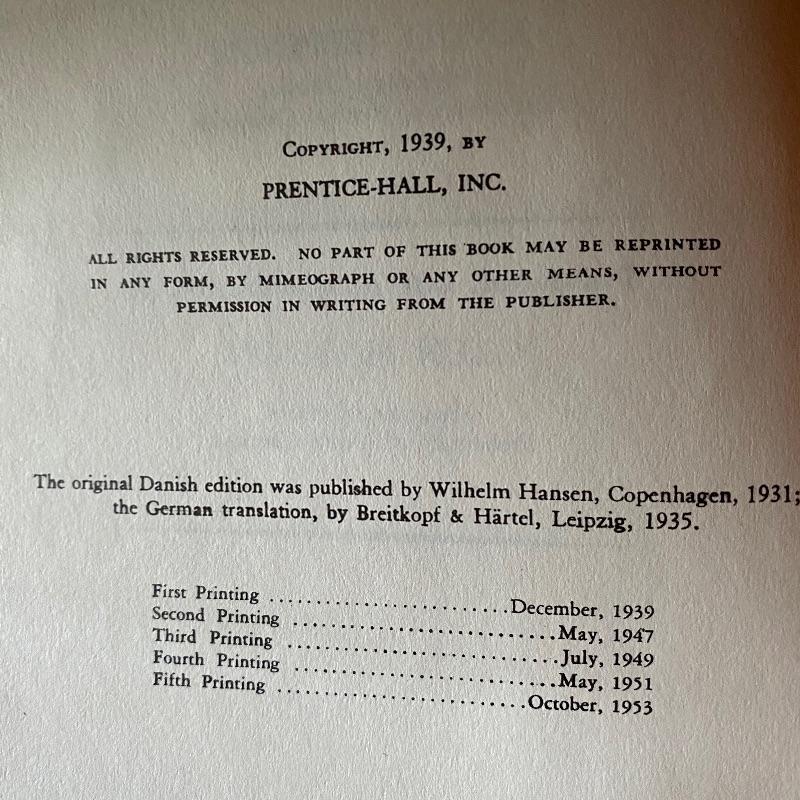 COPYRIGHT, 1939, BY
PRENTICE-HALL, INC.
ALL RIGHTS RESERVED. NO PART OF THIS BOOK MAY BE REPRINTED
IN ANY FORM, BY MIMEOGRAPH OR ANY OTHER MEANS, WITHOUT
PERMISSION IN WRITING FROM THE PUBLISHER.
The original Danish edition was published by Wilhelm Hansen, Copenhagen, 1931;
the German translation, by Breitkopf & Härtel, Leipzig, 1935.
First Printing ..........................December, 1939
Second Printing ............................May, 1947
Third Printing .............................July, 1949
Fourth Printing ............................May, 1951
Fifth Printing ..........................October, 1953